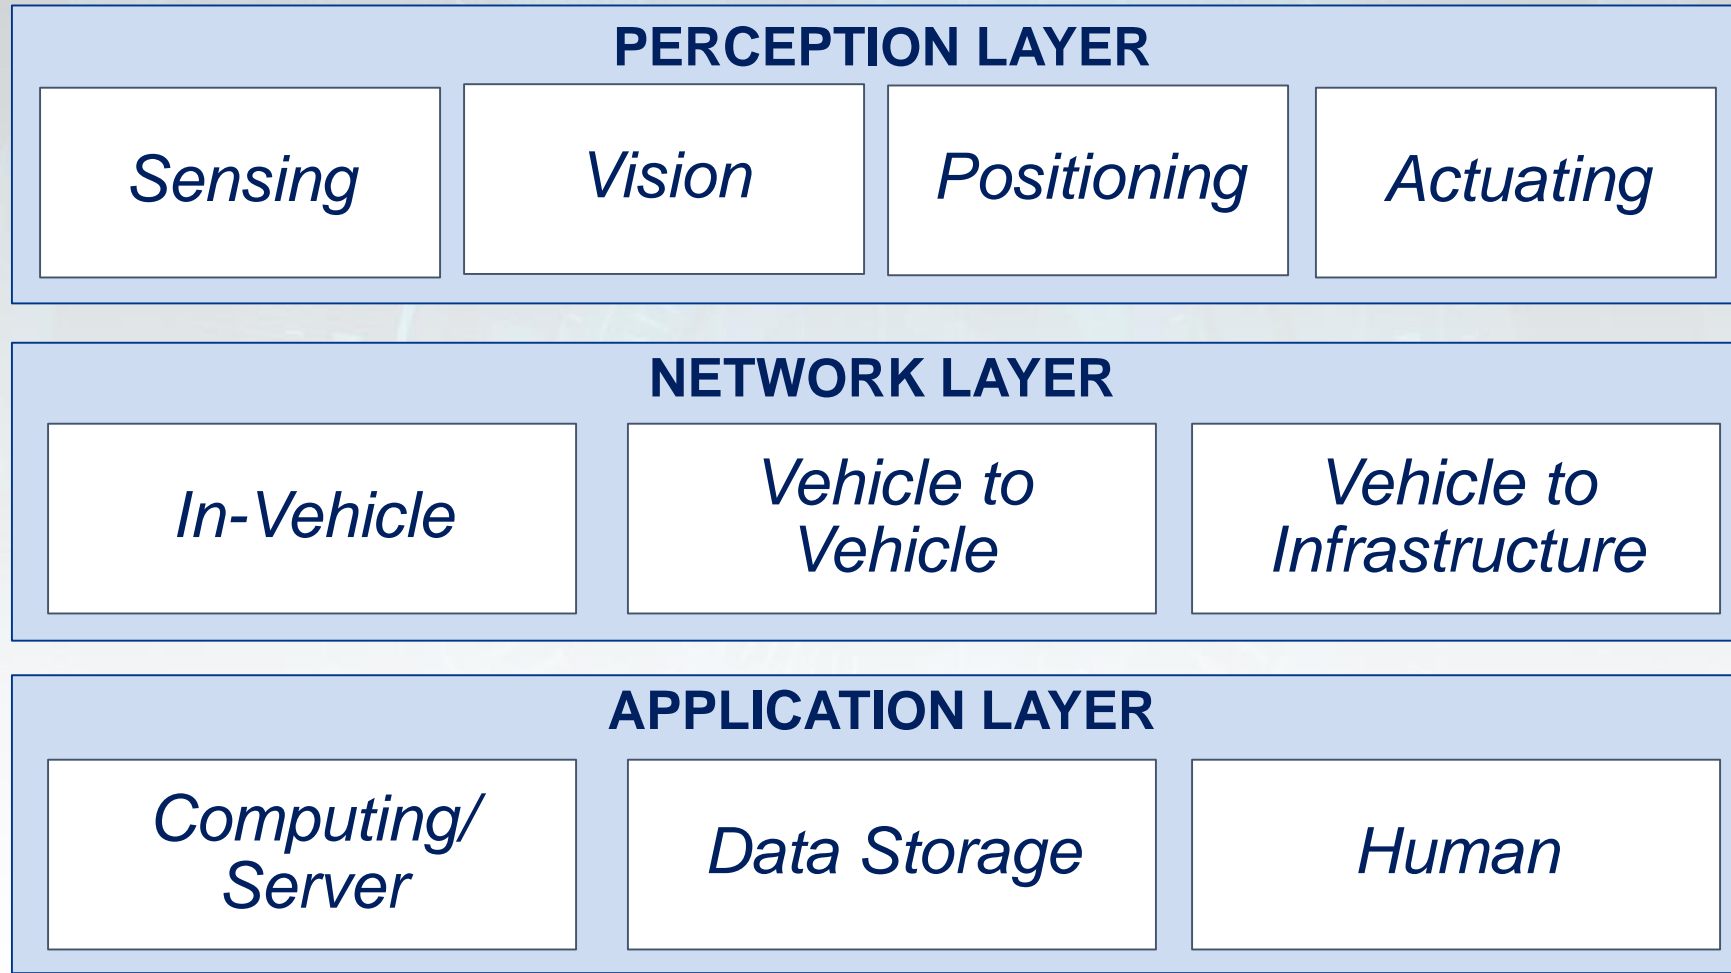 PERCEPTION LAYER
Sensing
Vision
Positioning
Actuating
NETWORK LAYER
In-Vehicle
Vehicle to
Vehicle
Vehicle to
Infrastructure
APPLICATION LAYER
Computing/
Server
Data Storage
Human